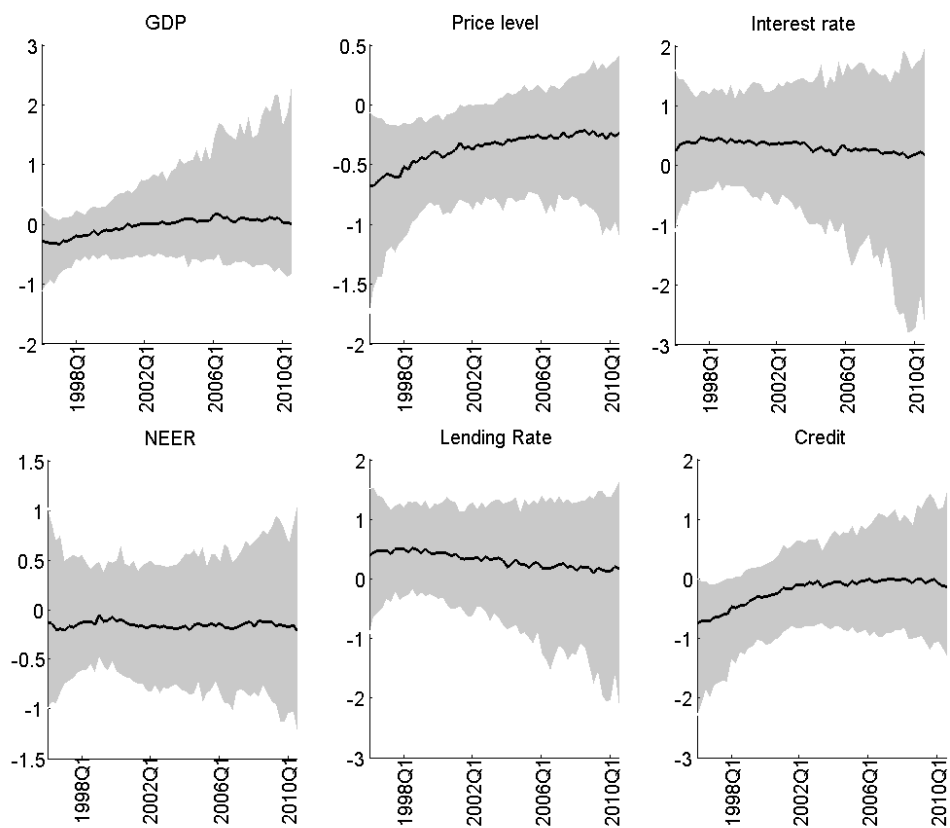 GDP
3
2
1
0
-1
-2
1998Q1
2002Q1
2006Q1
2010Q1
Price level
0.5
0
-0.5
-1
-1.5
-2
1998Q1
2002Q1
2006Q1
2010Q1
Interest rate
2
1
0
-1
-2
-3
1998Q1
2002Q1
2006Q1
2010Q1
NEER
1.5
1
0.5
0
-0.5
-1
-1.5
1998Q1
2002Q1
2006Q1
2010Q1
Lending Rate
2
1
0
-1
-2
-3
1998Q1
2002Q1
2006Q1
2010Q1
Credit
2
1
0
-1
-2
-3
1998Q1
2002Q1
2006Q1
2010Q1